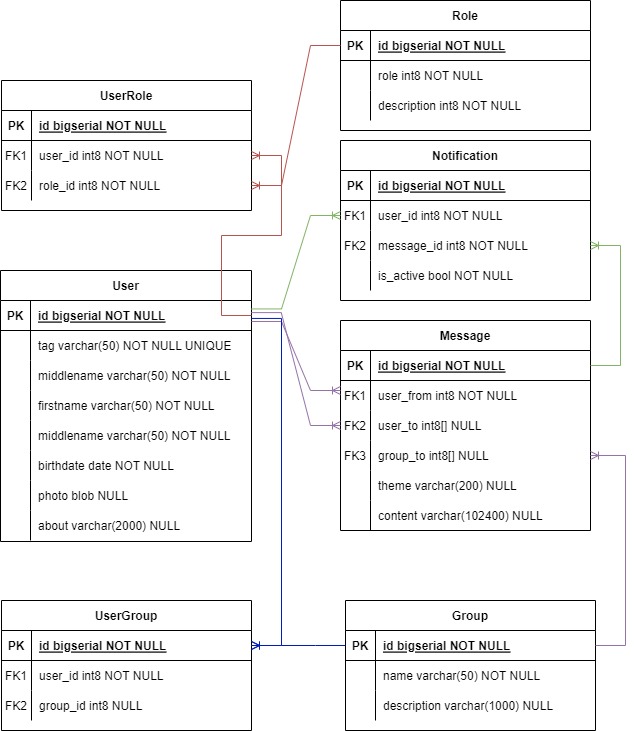 Role
PK id bigserial NOT NULL
role int8 NOT NULL
description int8 NOT NULL
UserRole
PK id bigserial NOT NULL
FK1 user_id int8 NOT NULL
FK2 role_id int8 NOT NULL
Notification
PK id bigserial NOT NULL
FK1 user_id int8 NOT NULL
FK2 message_id int8 NOT NULL
is_active bool NOT NULL
User
PK id bigserial NOT NULL
tag varchar(50) NOT NULL UNIQUE
middlename varchar(50) NOT NULL
firstname varchar(50) NOT NULL
middlename varchar(50) NOT NULL
birthdate date NOT NULL
photo blob NULL
about varchar(2000) NULL
Message
PK id bigserial NOT NULL
FK1 user_from int8 NOT NULL
FK2 user_to int8[] NULL
FK3 group_to int8[] NULL
theme varchar(200) NULL
content varchar(102400) NULL
UserGroup
PK id bigserial NOT NULL
FK1 user_id int8 NOT NULL
FK2 group_id int8 NULL
Group
PK id bigserial NOT NULL
name varchar(50) NOT NULL
description varchar(1000) NULL